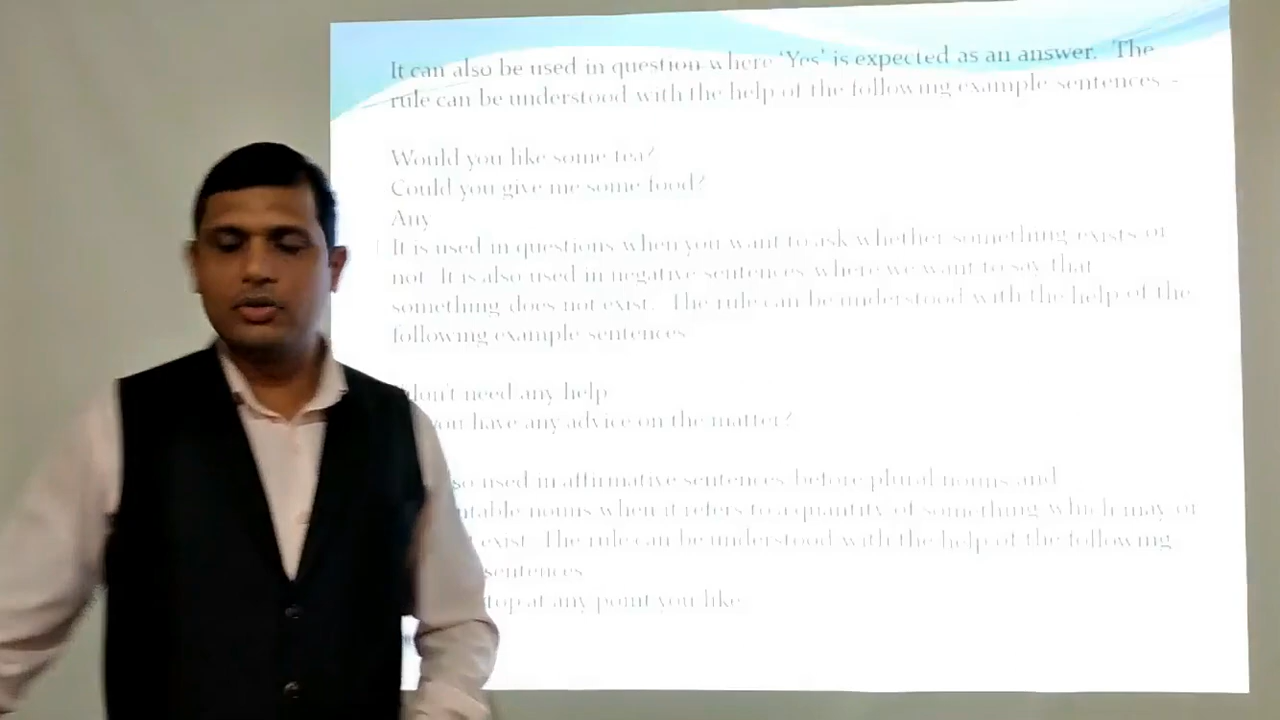 It can also be used in question where 'Yes' is expected as an answer. The
rule can be understood with the help of the following example sentences -
Would you like some tea?
Could you give me some food?
Any
It is used in questions when you want to ask whether something exists or
not. It is also used in negative sentences where we want to say that
something does not exist. The rule can be understood with the help of the
following example sentences
don't need any help
you have any advice on the matter?
so used in affirmative sentences before plural nouns and
ntable nouns when it refers to a quantity of something which may or
exist. The rule can be understood with the help of the following
sentences
top at any point you like.